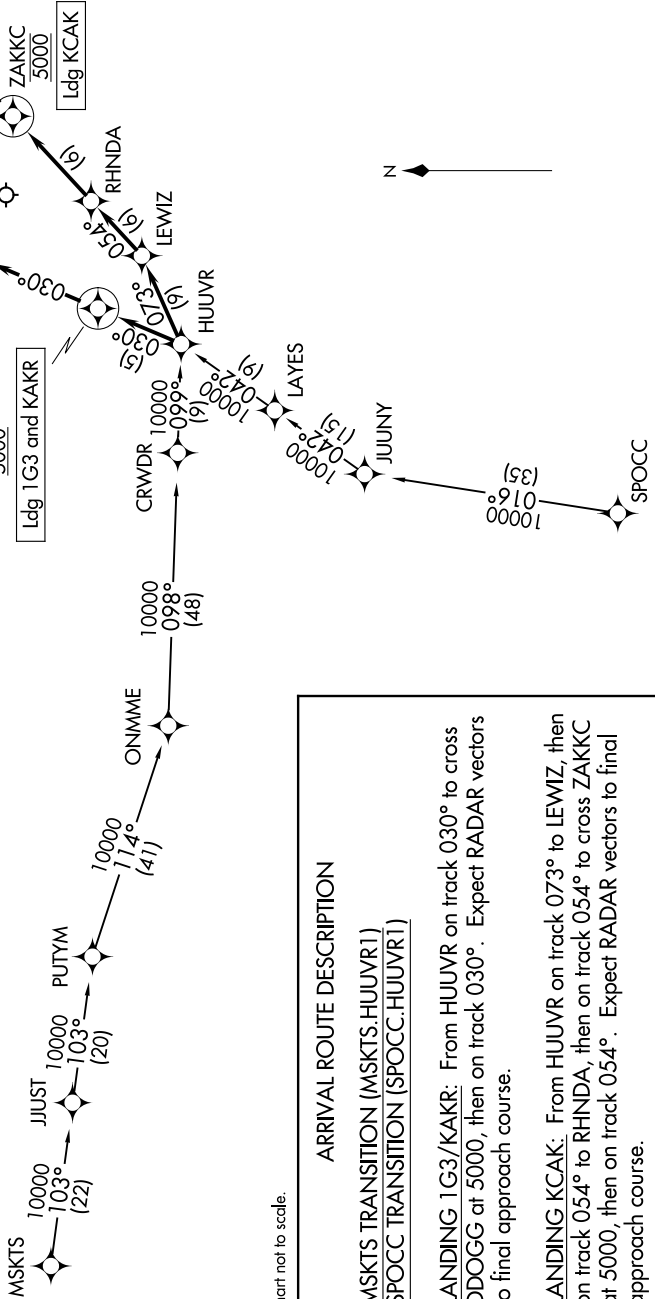 ZAKKC
5000
Ldg KCAK
(6)
RHNDA
054°
(6)
LEWIZ
073°
(9)
HUUVR
030°
030°
(5)
Ldg 1G3 and KAKR
N
CRWDR
10000
099°
(9)
10000
042°
(9)
LAYES
10000
042°
(15)
JUUNY
10000
016°
(35)
SPOCC
10000
098°
(48)
ONMME
10000
114°
(41)
PUTYM
10000
103°
(20)
JJUST
10000
103°
(22)
MSKTS
art not to scale.
ARRIVAL ROUTE DESCRIPTION
MSKTS TRANSITION (MSKTS.HUUVR1)
SPOCC TRANSITION (SPOCC.HUUVR1)
ANDING 1G3/KAKR: From HUUVR on track 030° to cross
DOGG at 5000, then on track 030°. Expect RADAR vectors
o final approach course.
ANDING KCAK: From HUUVR on track 073° to LEWIZ, then
on track 054° to RHNDA, then on track 054° to cross ZAKKC
at 5000, then on track 054°. Expect RADAR vectors to final
approach course.